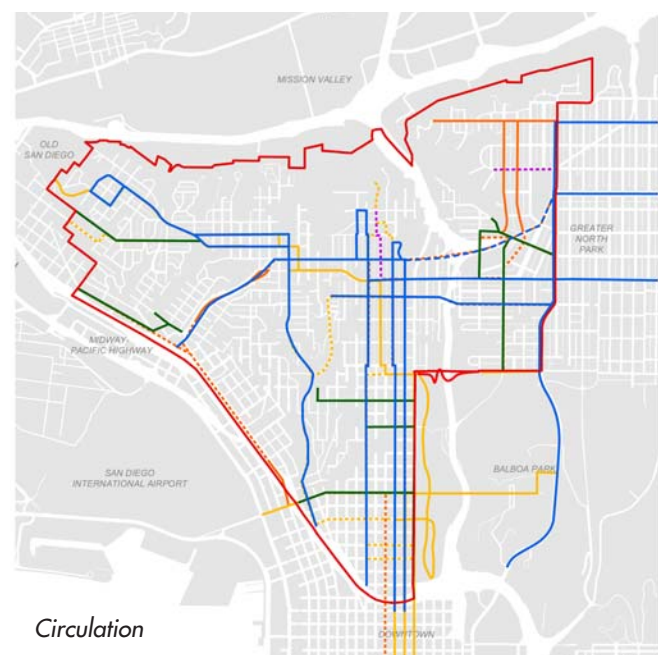 MISSION VALLEY
OLD
SAN DIEGO
GREATER
NORTH
PARK
MIDWAY-
PACIFIC HIGHWAY
SAN DIEGO
INTERNATIONAL AIRPORT
BALBOA PARK
Circulation
DOWNTOWN